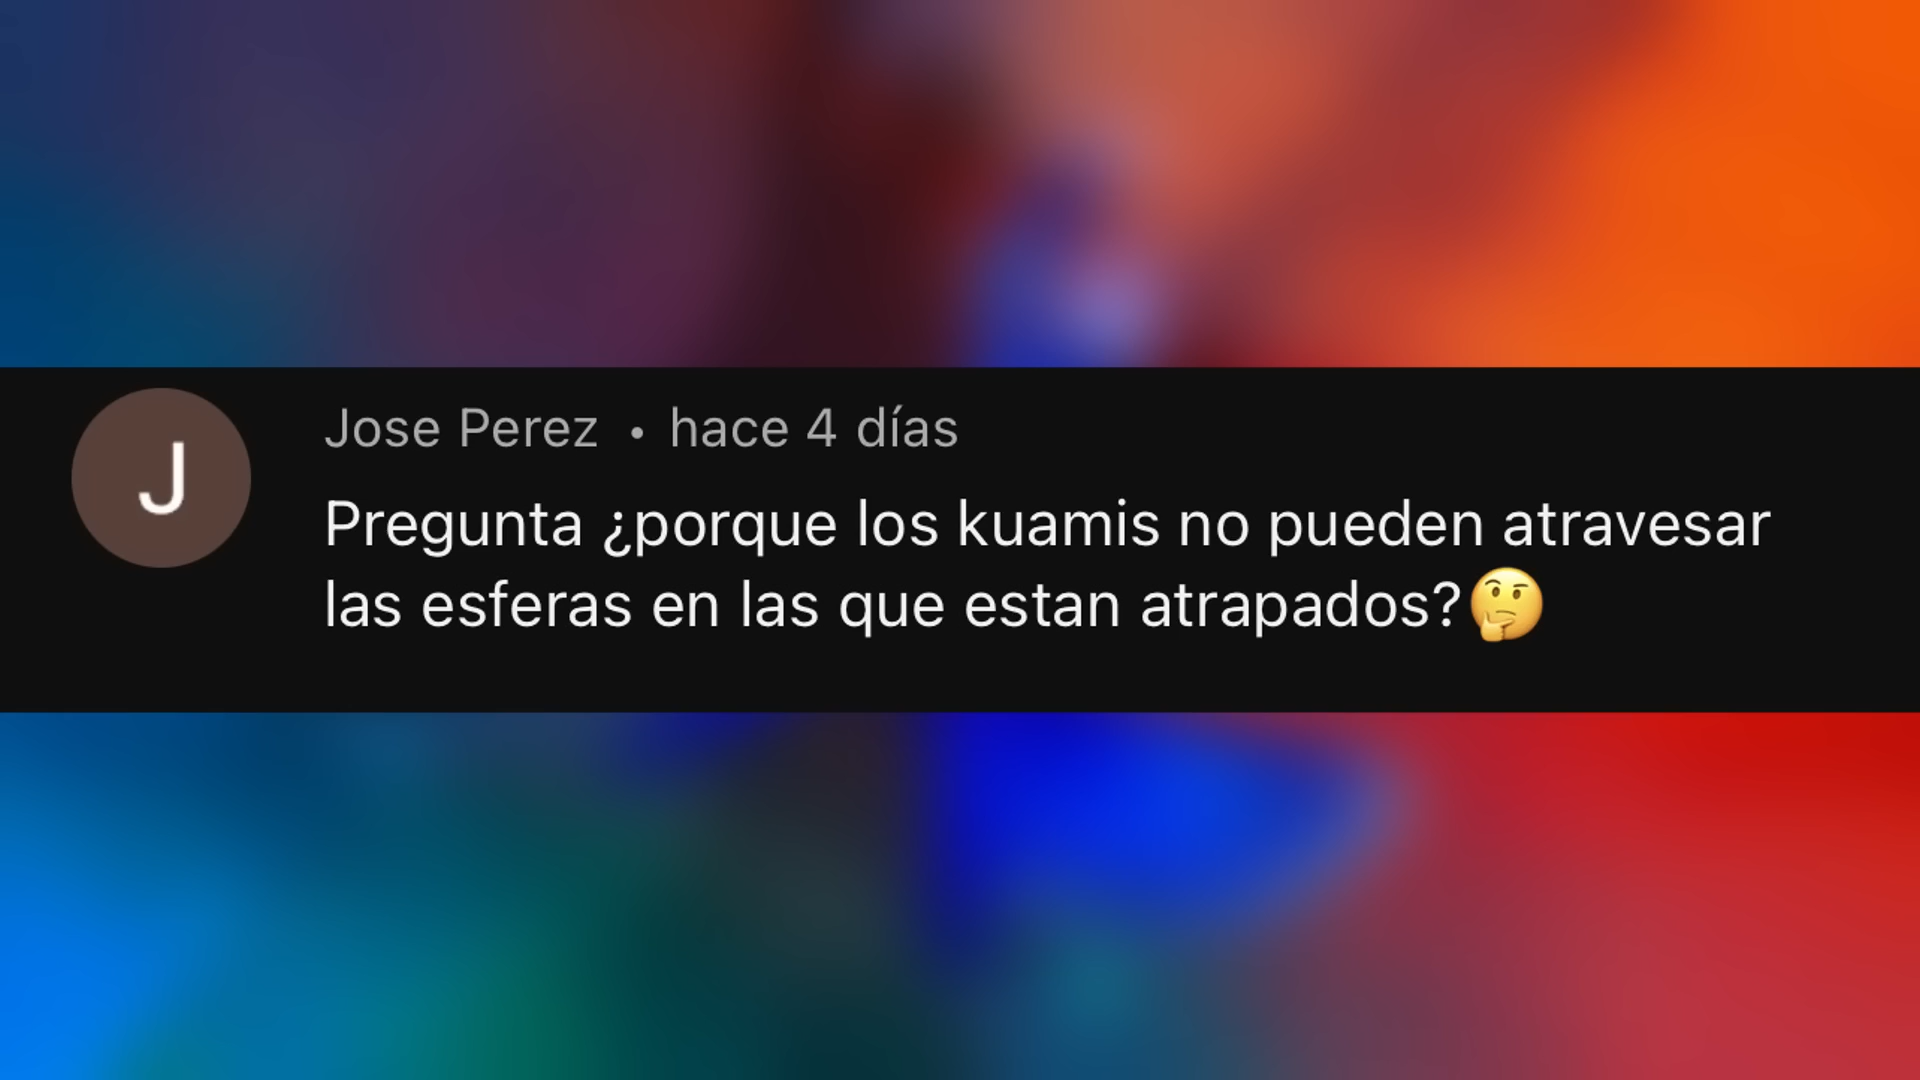 J
Jose Perez • hace 4 días
Pregunta ¿porque los kuamis no pueden atravesar
las esferas en las que estan atrapados?🤔